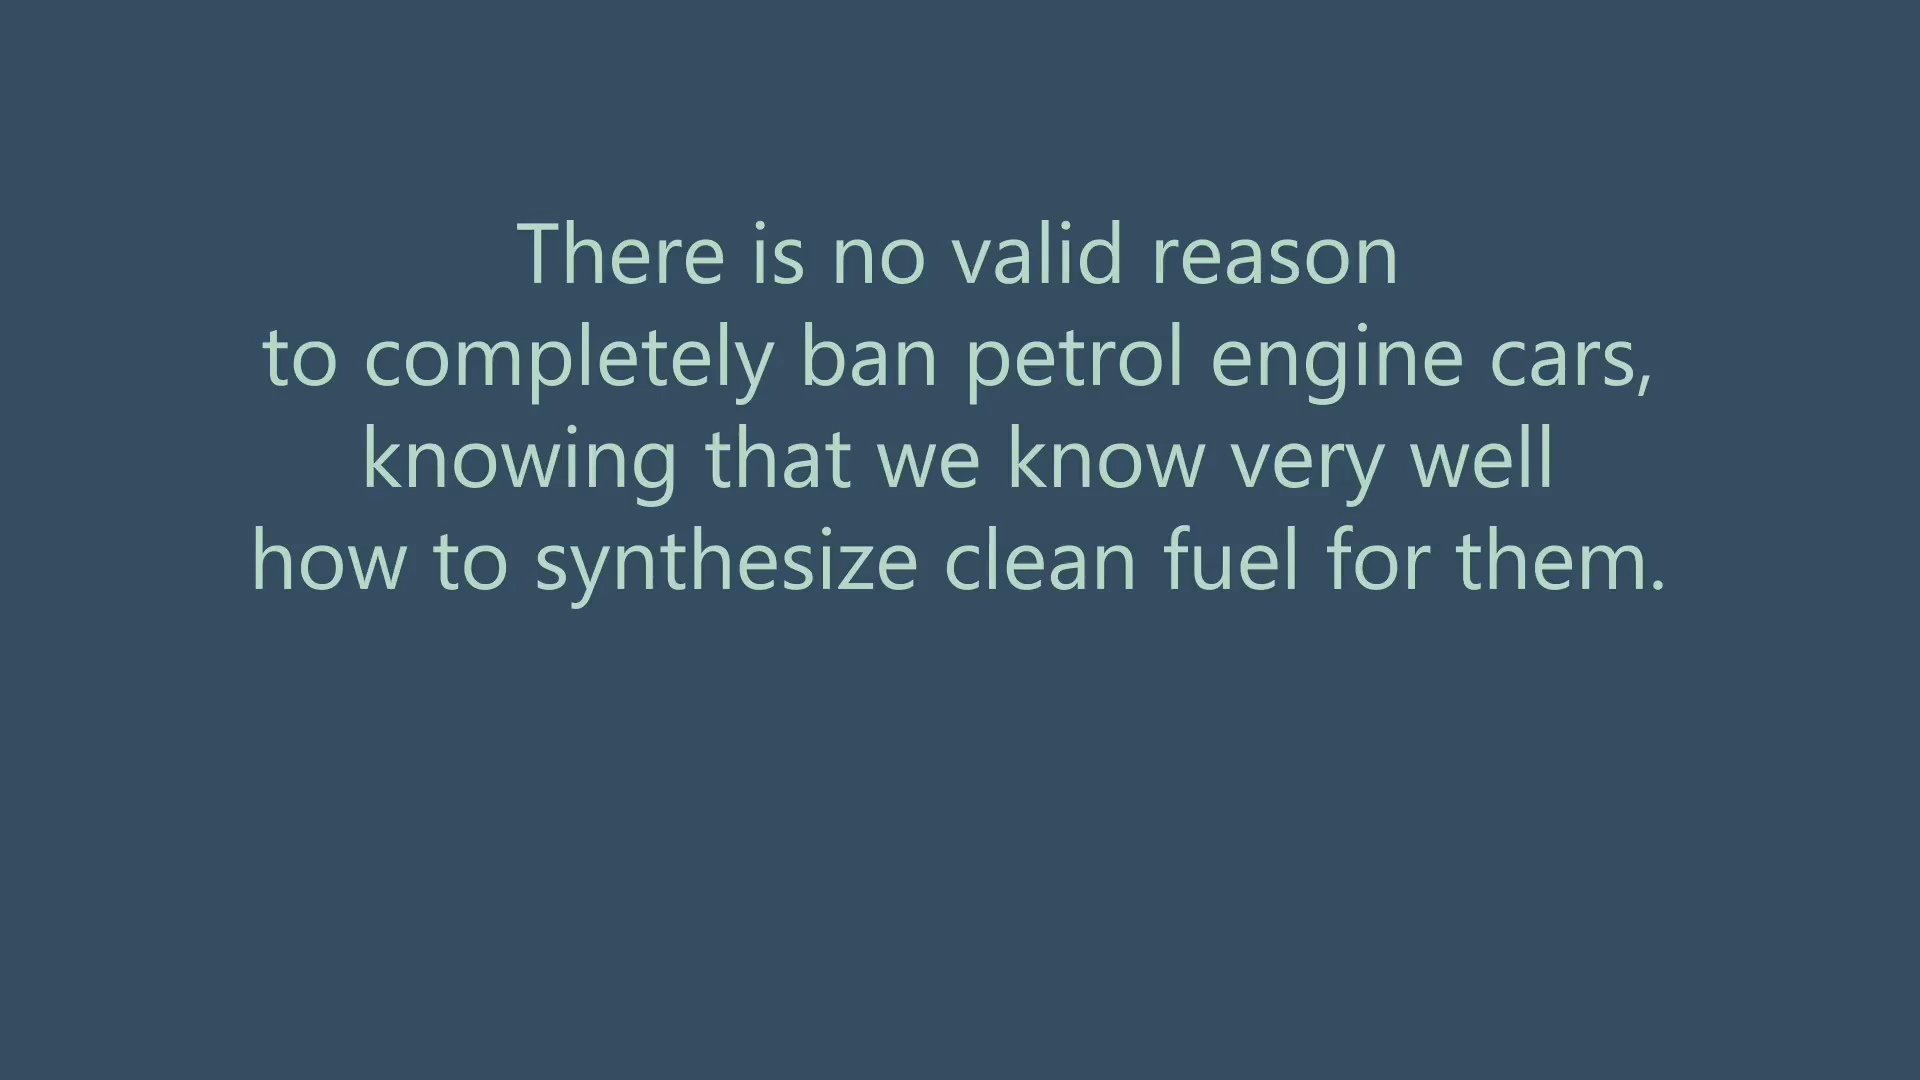 There is no valid reason
to completely ban petrol engine cars,
knowing that we know very well
how to synthesize clean fuel for them.